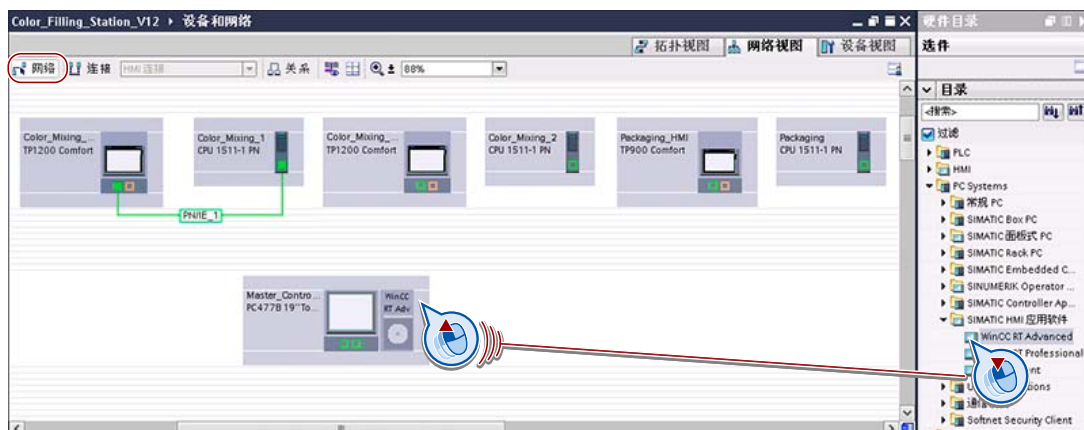 Color_Filling_Station_V12 ▸ 设备和网络
硬件目录
拓扑视图 网络视图 设备视图
选件
网络 连接 HMI 连接 关系 88%
目录
<搜索>
过滤
PLC
HMI
PC Systems
常规 PC
SIMATIC Box PC
SIMATIC 面板式 PC
SIMATIC Rack PC
SIMATIC Embedded C...
SINUMERIK Operator ...
SIMATIC Controller Ap...
SIMATIC HMI 应用软件
WinCC RT Advanced
Professional
Softnet Security Client
Color_Mixing_...
TP1200 Comfort
Color_Mixing_1
CPU 1511-1 PN
Color_Mixing_...
TP1200 Comfort
Color_Mixing_2
CPU 1511-1 PN
Packaging_HMI
TP900 Comfort
Packaging
CPU 1511-1 PN
PN/IE_1
Master_Contro...
PC477B 19"To...
WinCC
RT Adv